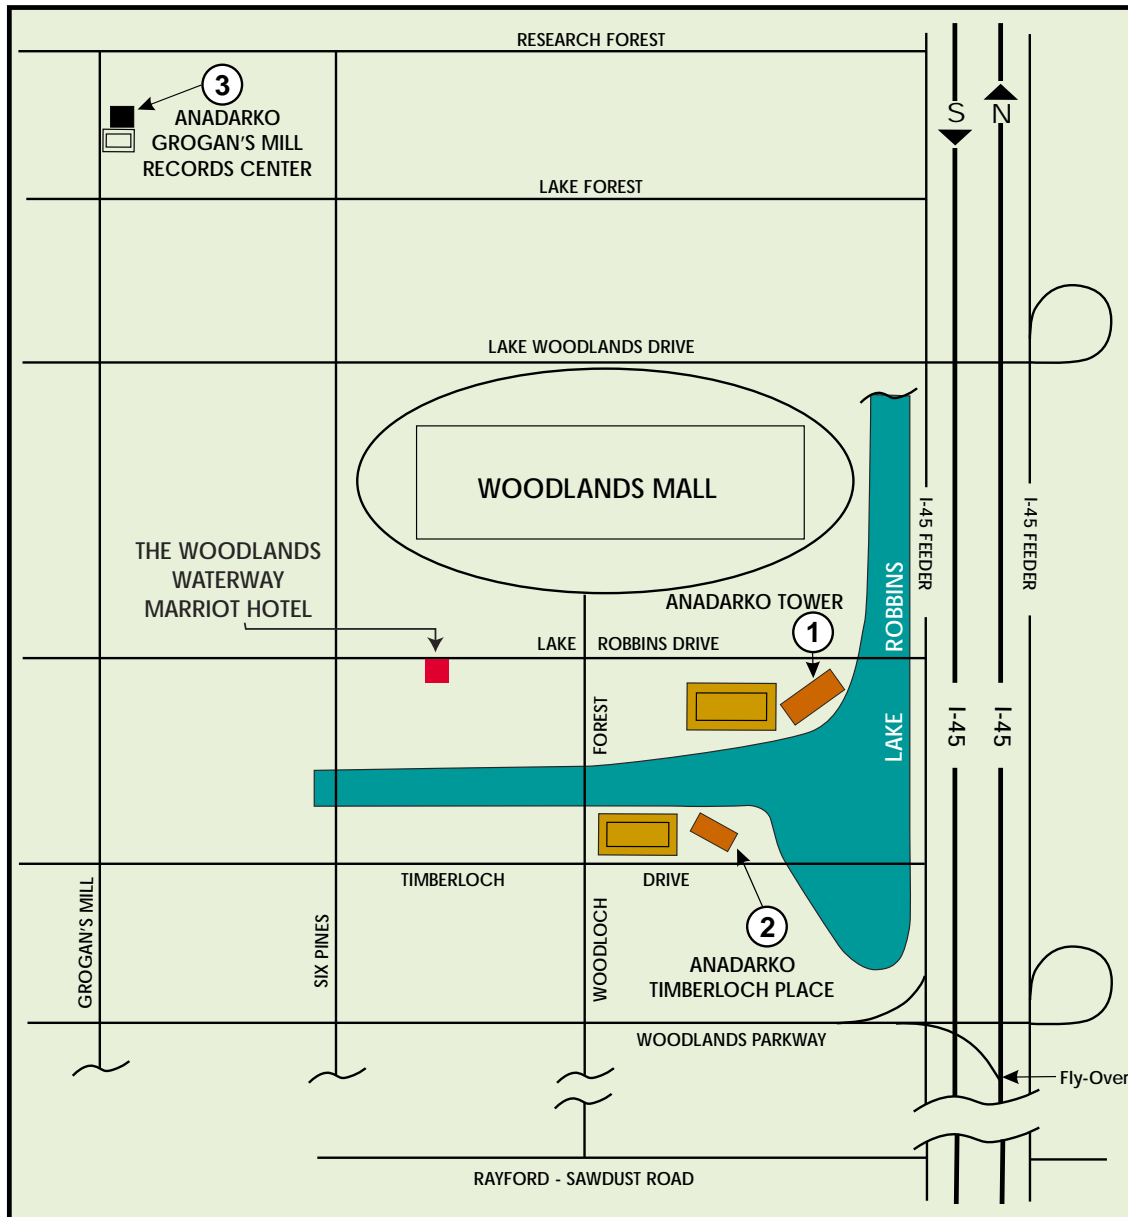 RESEARCH FOREST
3
ANADARKO
GROGAN'S MILL
RECORDS CENTER
S
N
LAKE FOREST
LAKE WOODLANDS DRIVE
WOODLANDS MALL
I-45 FEEDER
I-45 FEEDER
THE WOODLANDS
WATERWAY
MARRIOT HOTEL
ANADARKO TOWER
1
LAKE ROBBINS DRIVE
LAKE ROBBINS
I-45
I-45
WOODLOCH FOREST
TIMBERLOCH DRIVE
GROGAN'S MILL
SIX PINES
2
ANADARKO
TIMBERLOCH PLACE
WOODLANDS PARKWAY
Fly-Over
RAYFORD - SAWDUST ROAD